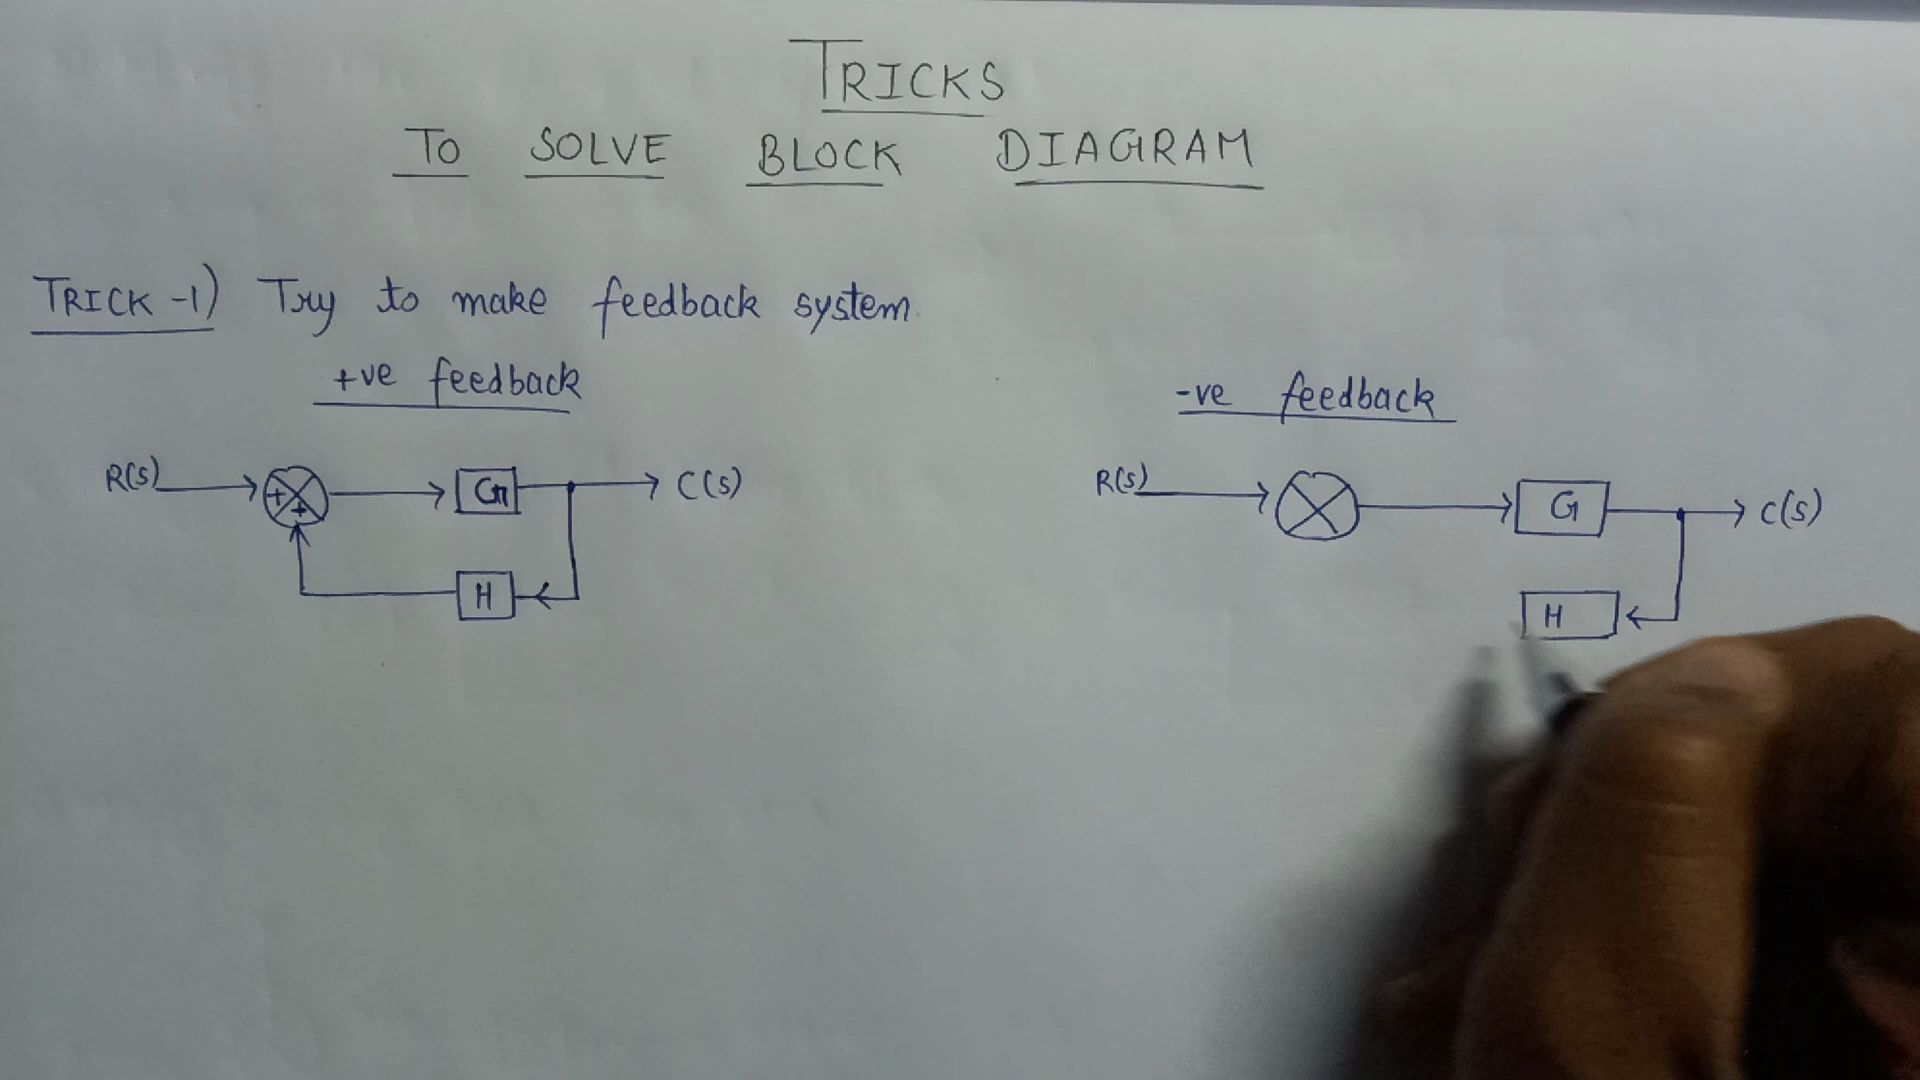 TRICKS
TO SOLVE BLOCK DIAGRAM
TRICK -1) Try to make feedback system
+ve feedback
-ve feedback
R(s) + + G C(s)
H
R(s) G C(s)
H